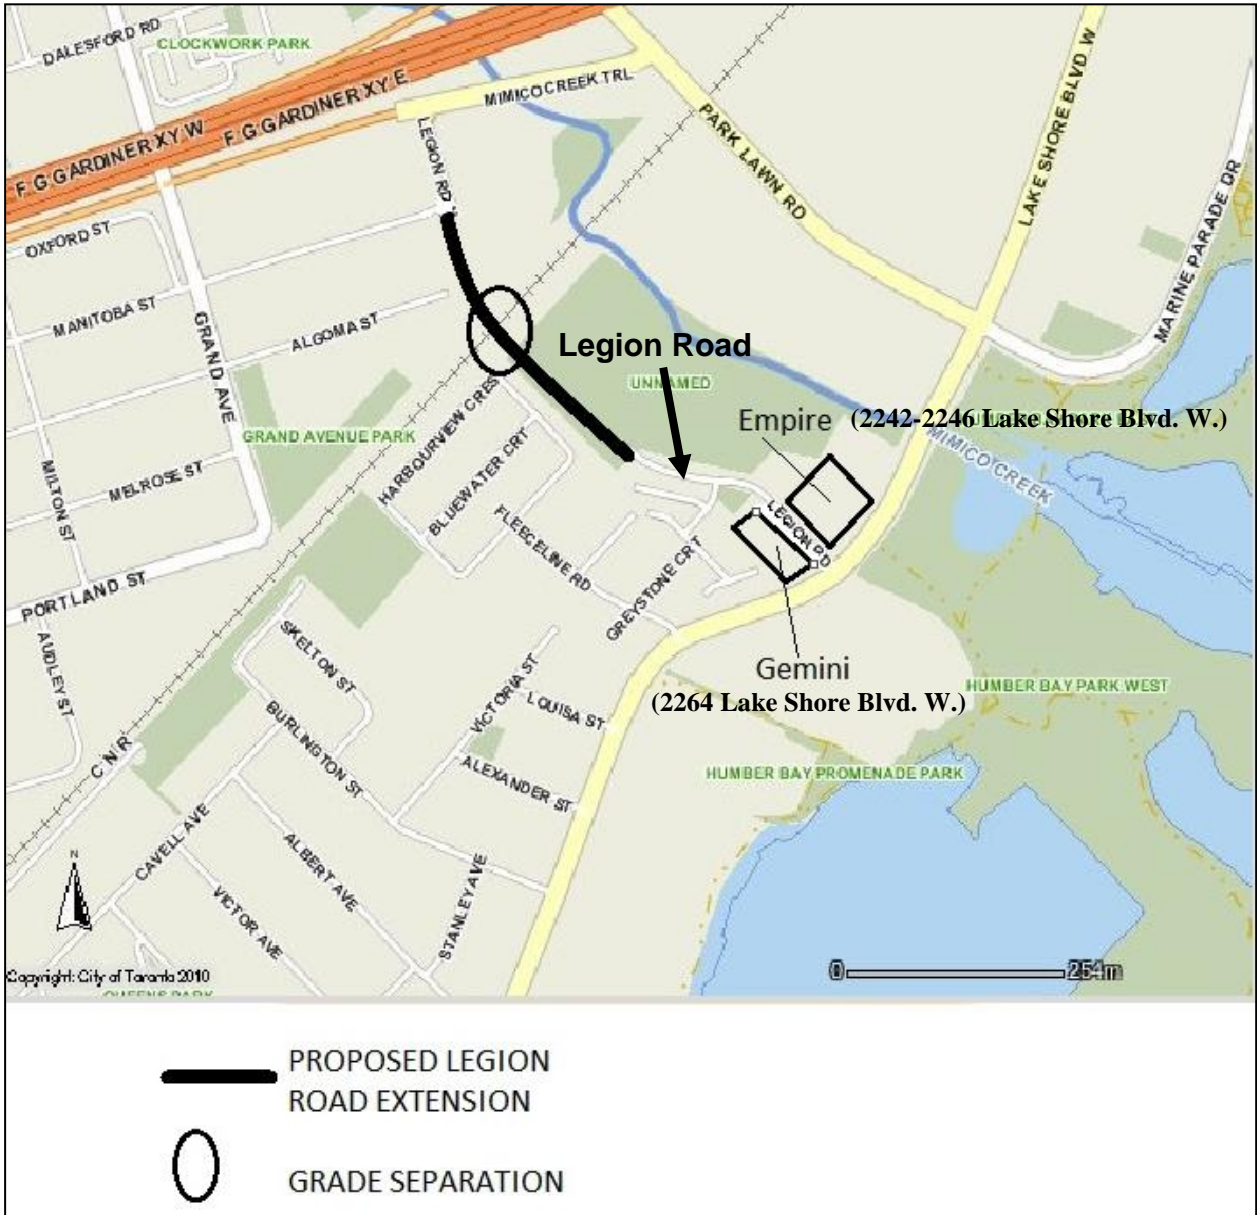 DALESFORD RD
CLOCKWORK PARK
F G GARDINER XY W
F G GARDINER XY E
MIMICO CREEK TRL
LEGION RD
PARK LAWN RD
LAKE SHORE BLVD W
MARINE PARADE DR
OXFORD ST
MANITOBA ST
GRAND AVE
ALGOMA ST
Legion Road
UNNAMED
Empire
(2242-2246 Lake Shore Blvd. W.)
MIMICO CREEK
GRAND AVENUE PARK
HARBOURVIEW CRES
BLUEWATER CRT
MILTON ST
MELROSE ST
FLEECELINE RD
LEGION RD
GREYSTONE CRT
PORTLAND ST
AUDLEY ST
SKELTON ST
Gemini
(2264 Lake Shore Blvd. W.)
HUMBER BAY PARK WEST
VICTORIA ST
LOUISA ST
BURLINGTON ST
C N R
ALEXANDER ST
HUMBER BAY PROMENADE PARK
CAVELL AVE
ALBERT AVE
VICTOR AVE
STANLEY AVE
N
Copyright: City of Toronto 2010
QUEENS PARK
0 254m
PROPOSED LEGION
ROAD EXTENSION
GRADE SEPARATION